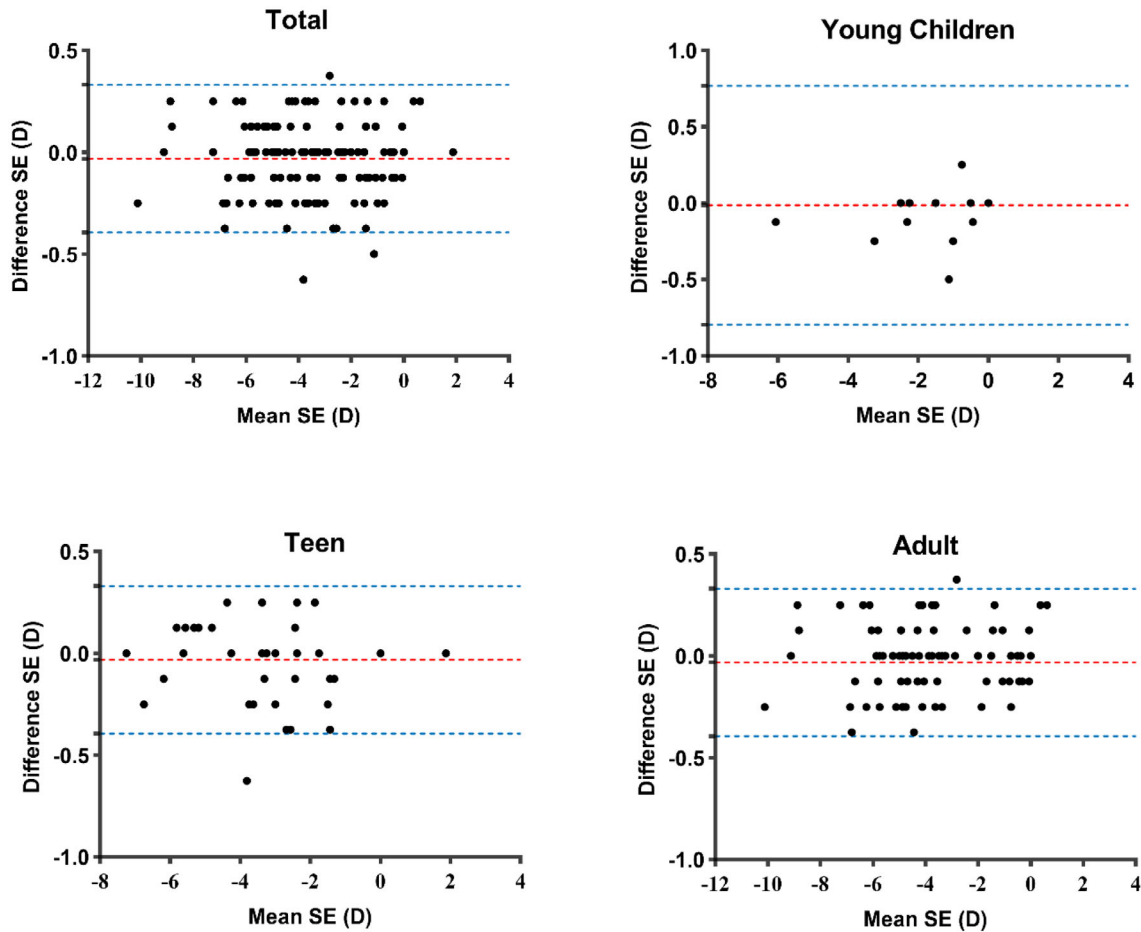 Total
0.5
0.0
-0.5
-1.0
Difference SE (D)
-12 -10 -8 -6 -4 -2 0 2 4
Mean SE (D)
Young Children
1.0
0.5
0.0
-0.5
-1.0
Difference SE (D)
-8 -6 -4 -2 0 2 4
Mean SE (D)
Teen
0.5
0.0
-0.5
-1.0
Difference SE (D)
-8 -6 -4 -2 0 2 4
Mean SE (D)
Adult
0.5
0.0
-0.5
-1.0
Difference SE (D)
-12 -10 -8 -6 -4 -2 0 2 4
Mean SE (D)